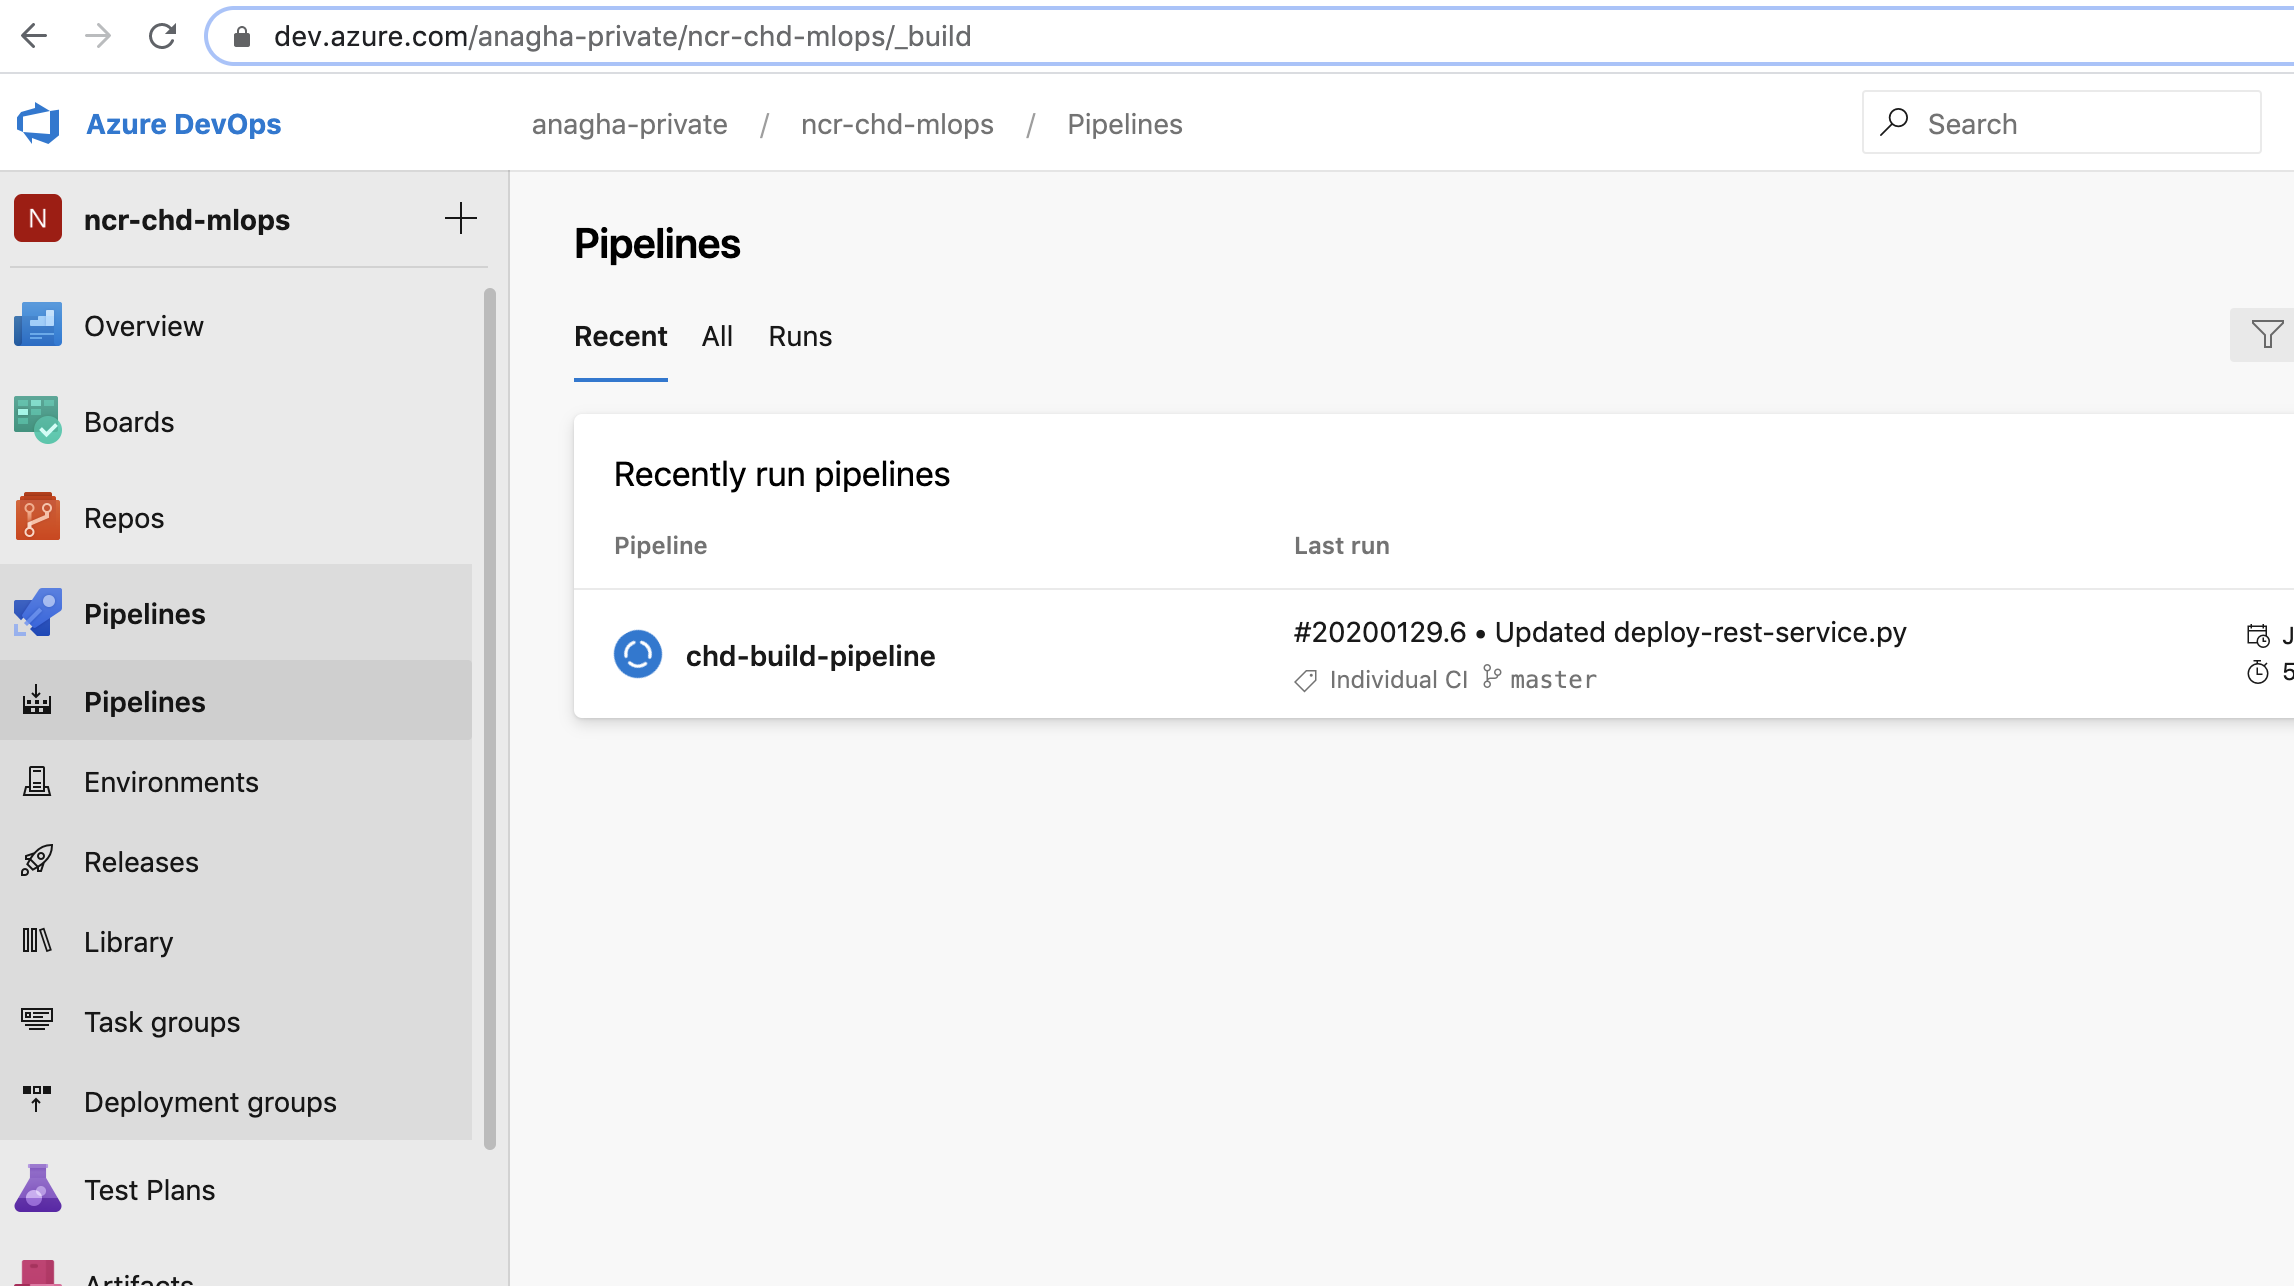 dev.azure.com/anagha-private/ncr-chd-mlops/_build
Azure DevOps
anagha-private / ncr-chd-mlops / Pipelines
Search
N ncr-chd-mlops
Overview
Boards
Repos
Pipelines
Pipelines
Environments
Releases
Library
Task groups
Deployment groups
Test Plans
Artifacts
Pipelines
Recent All Runs
Recently run pipelines
Pipeline Last run
chd-build-pipeline
#20200129.6 • Updated deploy-rest-service.py
Individual CI master
J
5